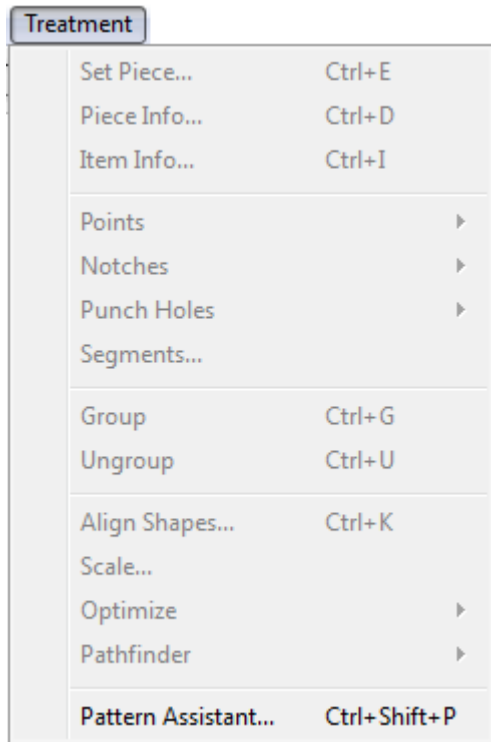 Treatment
Set Piece... Ctrl+E
Piece Info... Ctrl+D
Item Info... Ctrl+I
Points
Notches
Punch Holes
Segments...
Group Ctrl+G
Ungroup Ctrl+U
Align Shapes... Ctrl+K
Scale...
Optimize
Pathfinder
Pattern Assistant... Ctrl+Shift+P